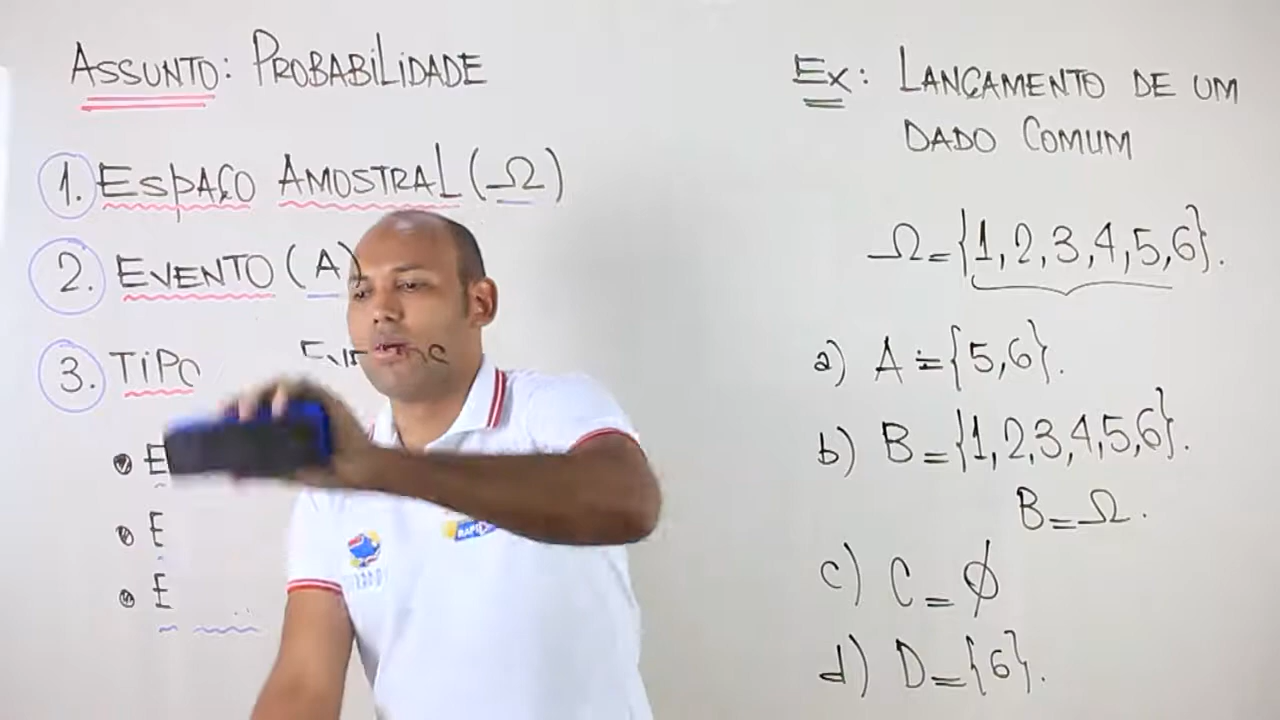 ASSUNTO: PROBABILIDADE
1. ESPAÇO AMOSTRAL (Ω)
2. EVENTO (A)
3. TIPO
• E
• E
• E
Ex: LANÇAMENTO DE UM
DADO COMUM
Ω={1,2,3,4,5,6}.
a) A={5,6}.
b) B={1,2,3,4,5,6}.
B=Ω.
c) C=∅
d) D={6}.